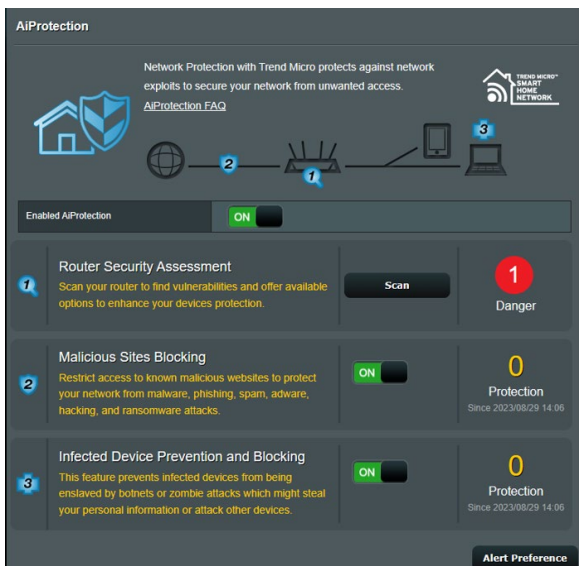 AiProtection
Network Protection with Trend Micro protects against network
exploits to secure your network from unwanted access.
AiProtection FAQ
TREND MICRO™
SMART
HOME
NETWORK
3
2
1
Enabled AiProtection
ON
1
Router Security Assessment
Scan your router to find vulnerabilities and offer available
options to enhance your devices protection.
Scan
1
Danger
2
Malicious Sites Blocking
Restrict access to known malicious websites to protect
your network from malware, phishing, spam, adware,
hacking, and ransomware attacks.
ON
0
Protection
Since 2023/08/29 14:06
3
Infected Device Prevention and Blocking
This feature prevents infected devices from being
enslaved by botnets or zombie attacks which might steal
your personal information or attack other devices.
ON
0
Protection
Since 2023/08/29 14:06
Alert Preference